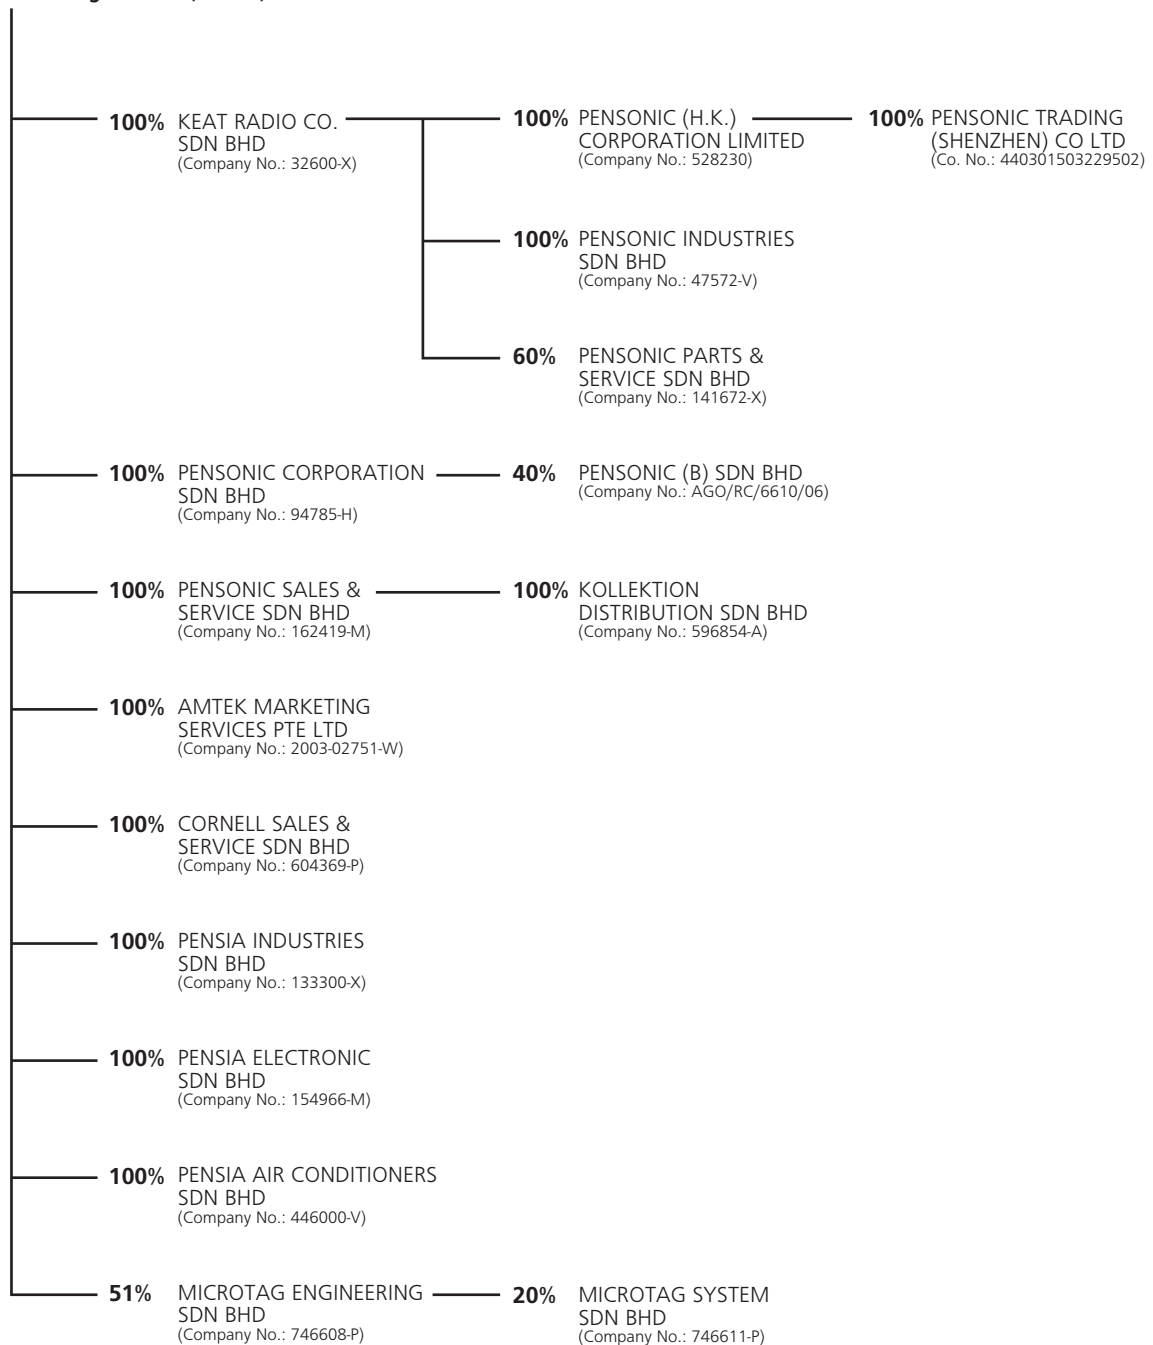 100% KEAT RADIO CO.
SDN BHD
(Company No.: 32600-X)
100% PENSONIC (H.K.)
CORPORATION LIMITED
(Company No.: 528230)
100% PENSONIC TRADING
(SHENZHEN) CO LTD
(Co. No.: 440301503229502)
100% PENSONIC INDUSTRIES
SDN BHD
(Company No.: 47572-V)
60% PENSONIC PARTS &
SERVICE SDN BHD
(Company No.: 141672-X)
100% PENSONIC CORPORATION
SDN BHD
(Company No.: 94785-H)
40% PENSONIC (B) SDN BHD
(Company No.: AGO/RC/6610/06)
100% PENSONIC SALES &
SERVICE SDN BHD
(Company No.: 162419-M)
100% KOLLEKTION
DISTRIBUTION SDN BHD
(Company No.: 596854-A)
100% AMTEK MARKETING
SERVICES PTE LTD
(Company No.: 2003-02751-W)
100% CORNELL SALES &
SERVICE SDN BHD
(Company No.: 604369-P)
100% PENSIA INDUSTRIES
SDN BHD
(Company No.: 133300-X)
100% PENSIA ELECTRONIC
SDN BHD
(Company No.: 154966-M)
100% PENSIA AIR CONDITIONERS
SDN BHD
(Company No.: 446000-V)
51% MICROTAG ENGINEERING
SDN BHD
(Company No.: 746608-P)
20% MICROTAG SYSTEM
SDN BHD
(Company No.: 746611-P)